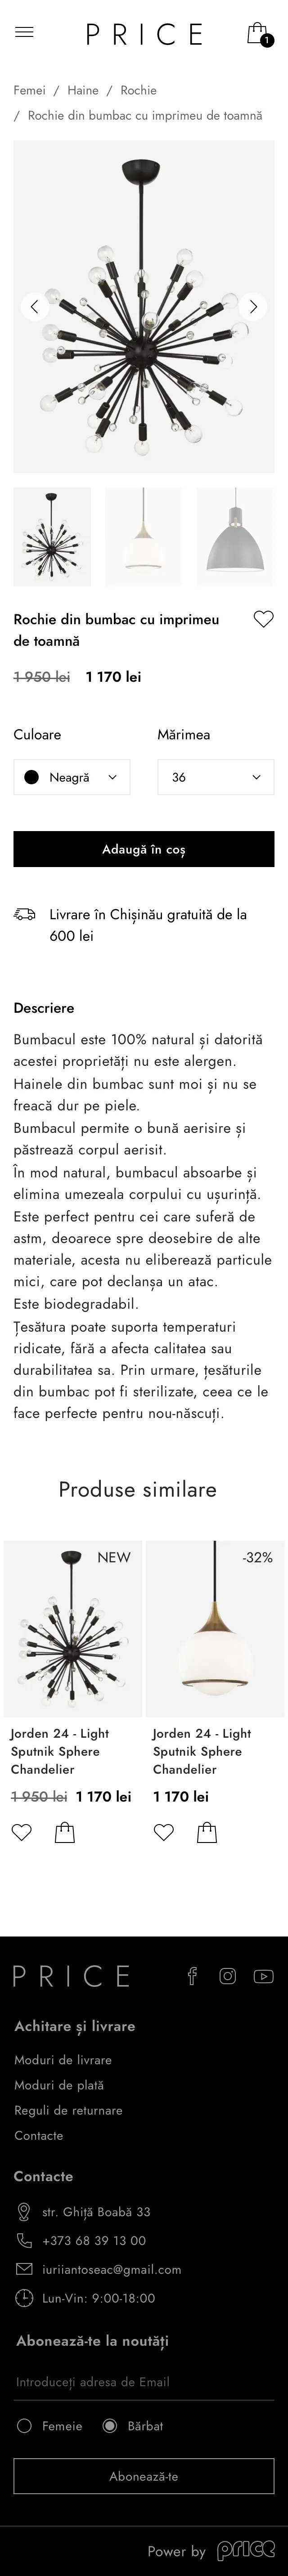 PRICE
1
Femei / Haine / Rochie
/ Rochie din bumbac cu imprimeu de toamnă
Rochie din bumbac cu imprimeu
de toamnă
1 950 lei 1 170 lei
Culoare Mărimea
Neagră 36
Adaugă în coș
Livrare în Chișinău gratuită de la
600 lei
Descriere
Bumbacul este 100% natural și datorită
acestei proprietăți nu este alergen.
Hainele din bumbac sunt moi și nu se
freacă dur pe piele.
Bumbacul permite o bună aerisire și
păstrează corpul aerisit.
În mod natural, bumbacul absoarbe și
elimina umezeala corpului cu ușurință.
Este perfect pentru cei care suferă de
astm, deoarece spre deosebire de alte
materiale, acesta nu eliberează particule
mici, care pot declanșa un atac.
Este biodegradabil.
Țesătura poate suporta temperaturi
ridicate, fără a afecta calitatea sau
durabilitatea sa. Prin urmare, țesăturile
din bumbac pot fi sterilizate, ceea ce le
face perfecte pentru nou-născuți.
Produse similare
NEW -32%
Jorden 24 - Light
Sputnik Sphere
Chandelier
1 950 lei 1 170 lei
Jorden 24 - Light
Sputnik Sphere
Chandelier
1 170 lei
PRICE
Achitare și livrare
Moduri de livrare
Moduri de plată
Reguli de returnare
Contacte
Contacte
str. Ghiță Boabă 33
+373 68 39 13 00
iuriiantoseac@gmail.com
Lun-Vin: 9:00-18:00
Abonează-te la noutăți
Introduceți adresa de Email
Femeie Bărbat
Abonează-te
Power by price